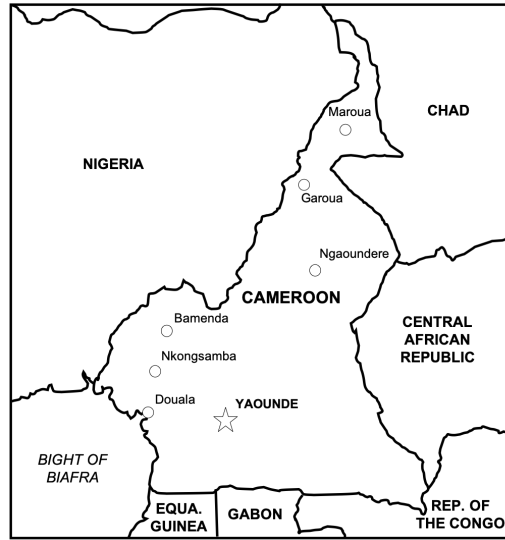 Maroua
CHAD
NIGERIA
Garoua
Ngaoundere
CAMEROON
Bamenda
CENTRAL
AFRICAN
REPUBLIC
Nkongsamba
Douala
YAOUNDE
BIGHT OF
BIAFRA
EQUA.
GUINEA
GABON
REP. OF
THE CONGO